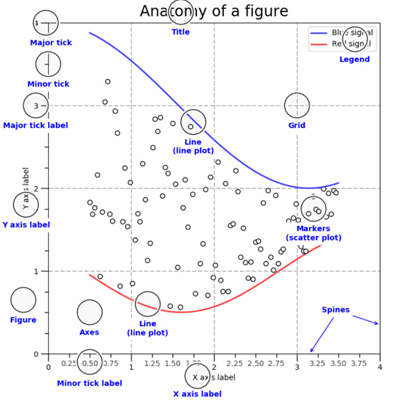 Anatomy of a figure
4
Blue signal
Red signal
Major tick
Title
Legend
Minor tick
3
Major tick label
Grid
Line
(line plot)
Y axis label
2
Y axis label
Markers
(scatter plot)
1
Figure
Axes
Line
(line plot)
Spines
0
0 0.25 0.50 0.75 1 1.25 1.50 1.75 2 2.25 2.50 2.75 3 3.25 3.50 3.75 4
Minor tick label
X axis label
X axis label